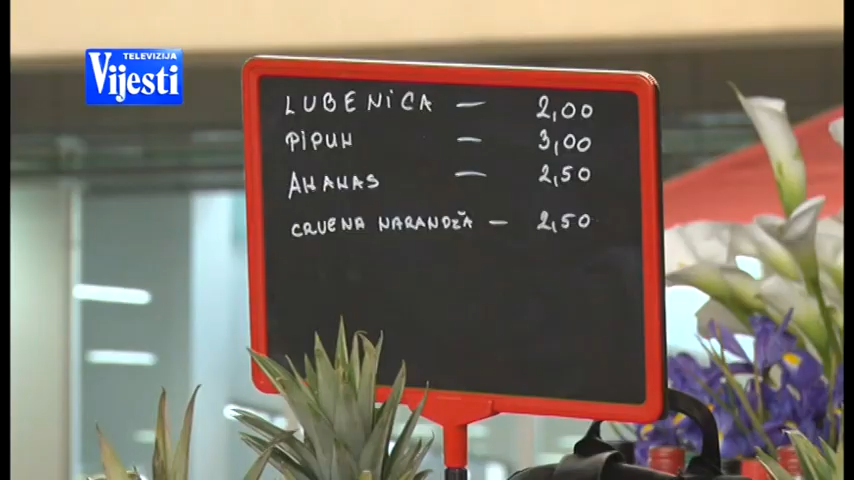 TELEVIZIJA
Vijesti
LUBENICA — 2,00
PIPUN — 3,00
ANANAS — 2,50
CRVENA NARANDžA — 2,50